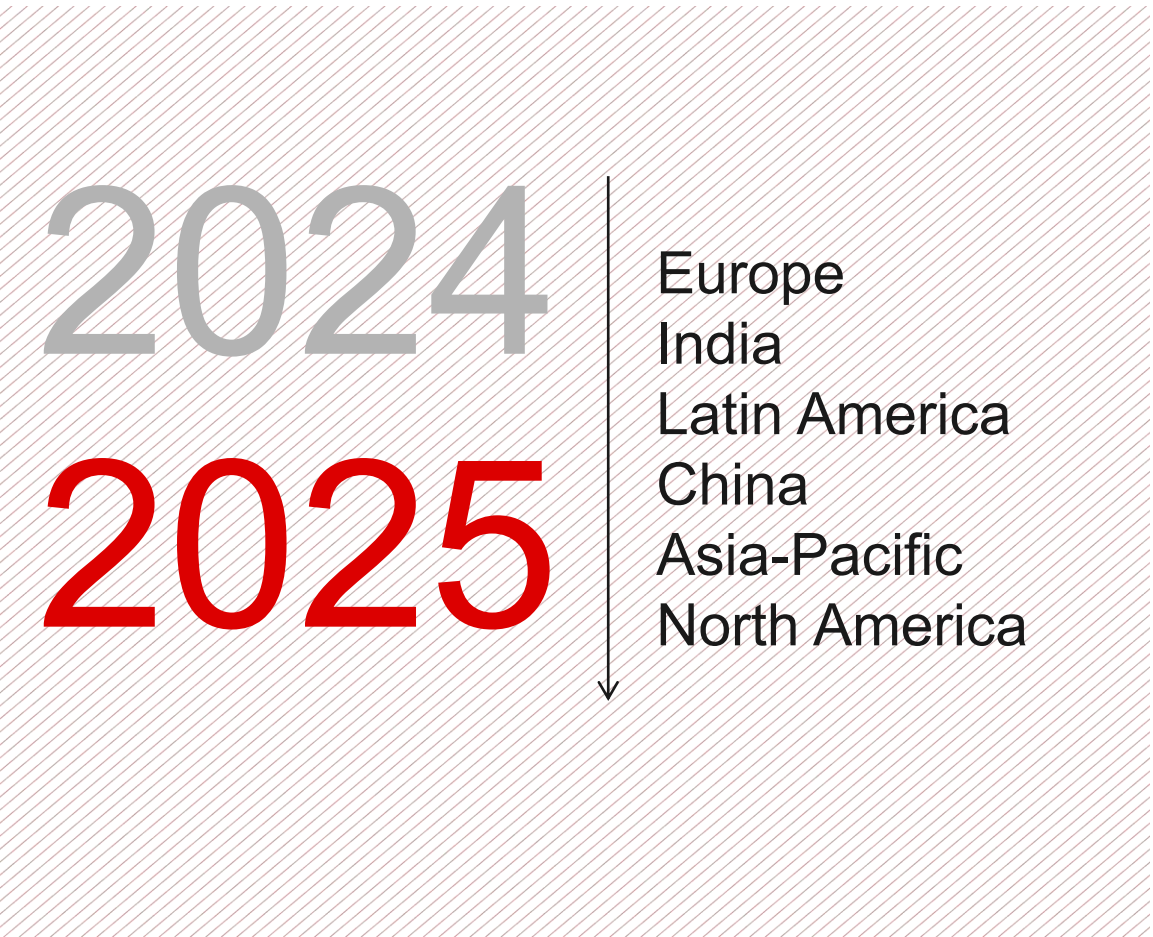 2024
2025
Europe
India
Latin America
China
Asia-Pacific
North America